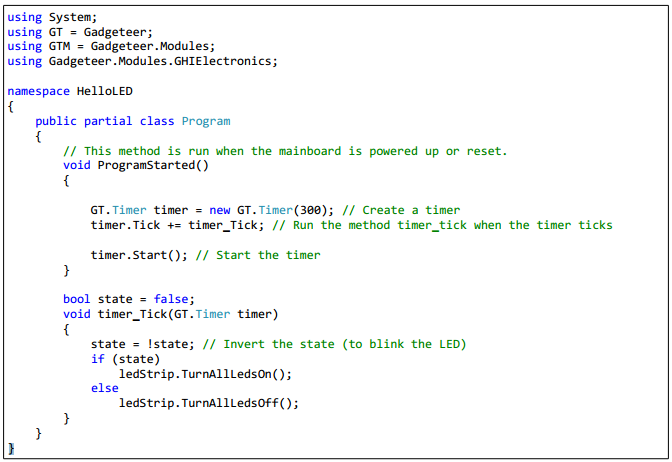 using System;
using GT = Gadgeteer;
using GTM = Gadgeteer.Modules;
using Gadgeteer.Modules.GHIElectronics;

namespace HelloLED
{
    public partial class Program
    {
        // This method is run when the mainboard is powered up or reset.
        void ProgramStarted()
        {

            GT.Timer timer = new GT.Timer(300); // Create a timer
            timer.Tick += timer_Tick; // Run the method timer_tick when the timer ticks

            timer.Start(); // Start the timer
        }

        bool state = false;
        void timer_Tick(GT.Timer timer)
        {
            state = !state; // Invert the state (to blink the LED)
            if (state)
                ledStrip.TurnAllLedsOn();
            else
                ledStrip.TurnAllLedsOff();
        }
    }
}